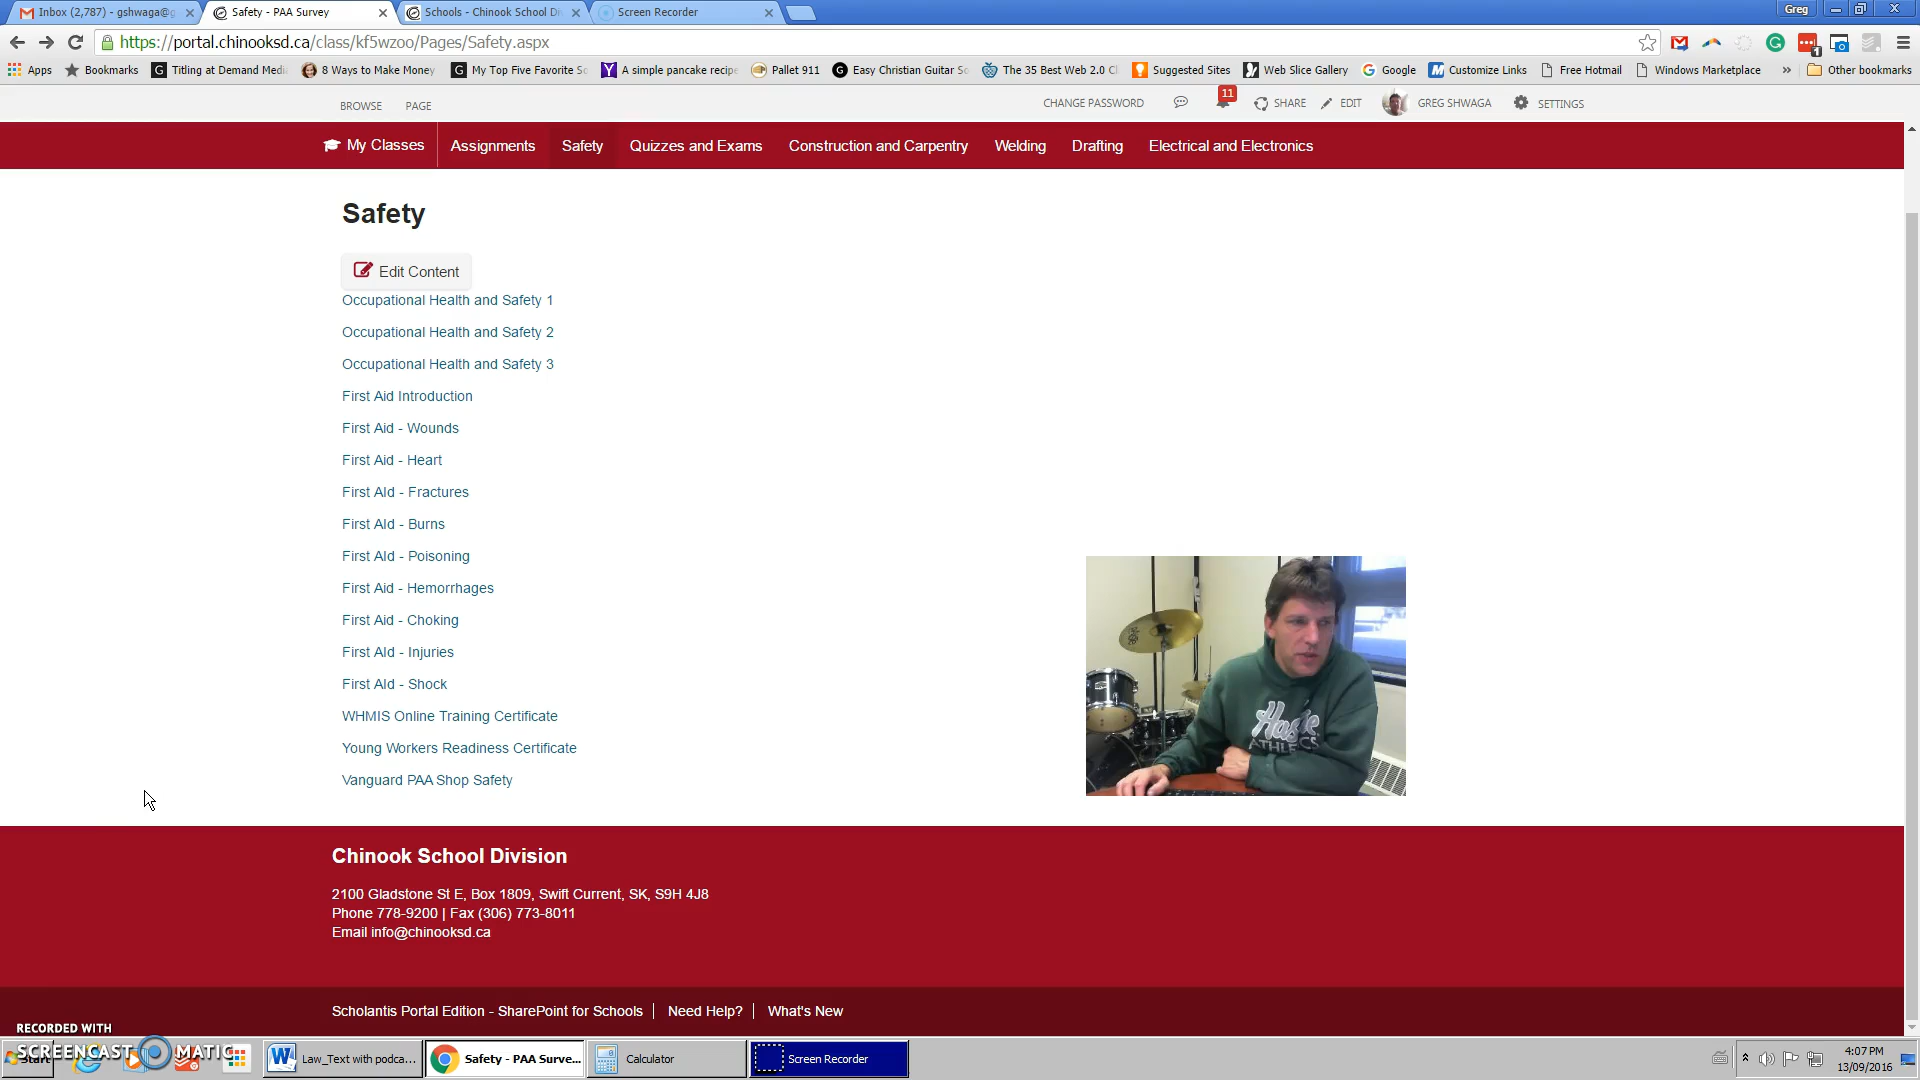 Inbox (2,787) - gshwaga@g
Safety - PAA Survey
Schools - Chinook School Di
Screen Recorder
Greg
https://portal.chinooksd.ca/class/kf5wzoo/Pages/Safety.aspx
1
Apps
Bookmarks
Titling at Demand Medi
8 Ways to Make Money
My Top Five Favorite So
A simple pancake recipe
Pallet 911
Easy Christian Guitar So
The 35 Best Web 2.0 C
Suggested Sites
Web Slice Gallery
Google
Customize Links
Free Hotmail
Windows Marketplace
»
Other bookmarks
BROWSE
PAGE
CHANGE PASSWORD
11
SHARE
EDIT
GREG SHWAGA
SETTINGS
My Classes
Assignments
Safety
Quizzes and Exams
Construction and Carpentry
Welding
Drafting
Electrical and Electronics
Safety
Edit Content
Occupational Health and Safety 1
Occupational Health and Safety 2
Occupational Health and Safety 3
First Aid Introduction
First Aid - Wounds
First Aid - Heart
First AId - Fractures
First AId - Burns
First AId - Poisoning
First Aid - Hemorrhages
First Aid - Choking
First AId - Injuries
First AId - Shock
WHMIS Online Training Certificate
Young Workers Readiness Certificate
Vanguard PAA Shop Safety
ATHLETICS
Chinook School Division
2100 Gladstone St E, Box 1809, Swift Current, SK, S9H 4J8
Phone 778-9200 | Fax (306) 773-8011
Email info@chinooksd.ca
Scholantis Portal Edition - SharePoint for Schools
Need Help?
What's New
RECORDED WITH
SCREENCAST MATIC
Start
Law_Text with podca...
Safety - PAA Surve...
Calculator
Screen Recorder
4:07 PM
13/09/2016